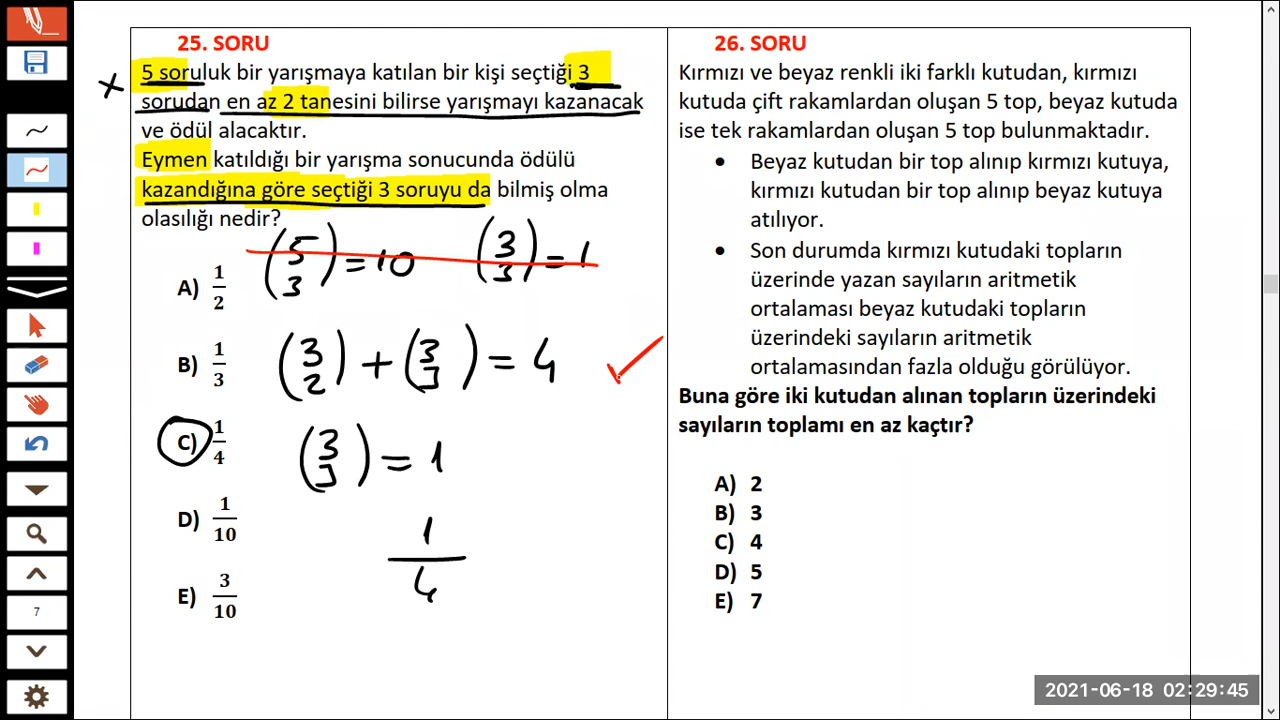 25. SORU
5 soruluk bir yarışmaya katılan bir kişi seçtiği 3
sorudan en az 2 tanesini bilirse yarışmayı kazanacak
ve ödül alacaktır.
Eymen katıldığı bir yarışma sonucunda ödülü
kazandığına göre seçtiği 3 soruyu da bilmiş olma
olasılığı nedir?
(5 3) = 10 (3 3) = 1
A) 1/2
B) 1/3
(3 2) + (3 3) = 4
C) 1/4
(3 3) = 1
D) 1/10
1/4
E) 3/10
26. SORU
Kırmızı ve beyaz renkli iki farklı kutudan, kırmızı
kutuda çift rakamlardan oluşan 5 top, beyaz kutuda
ise tek rakamlardan oluşan 5 top bulunmaktadır.
• Beyaz kutudan bir top alınıp kırmızı kutuya,
kırmızı kutudan bir top alınıp beyaz kutuya
atılıyor.
• Son durumda kırmızı kutudaki topların
üzerinde yazan sayıların aritmetik
ortalaması beyaz kutudaki topların
üzerindeki sayıların aritmetik
ortalamasından fazla olduğu görülüyor.
Buna göre iki kutudan alınan topların üzerindeki
sayıların toplamı en az kaçtır?
A) 2
B) 3
C) 4
D) 5
E) 7
7
2021-06-18 02:29:45